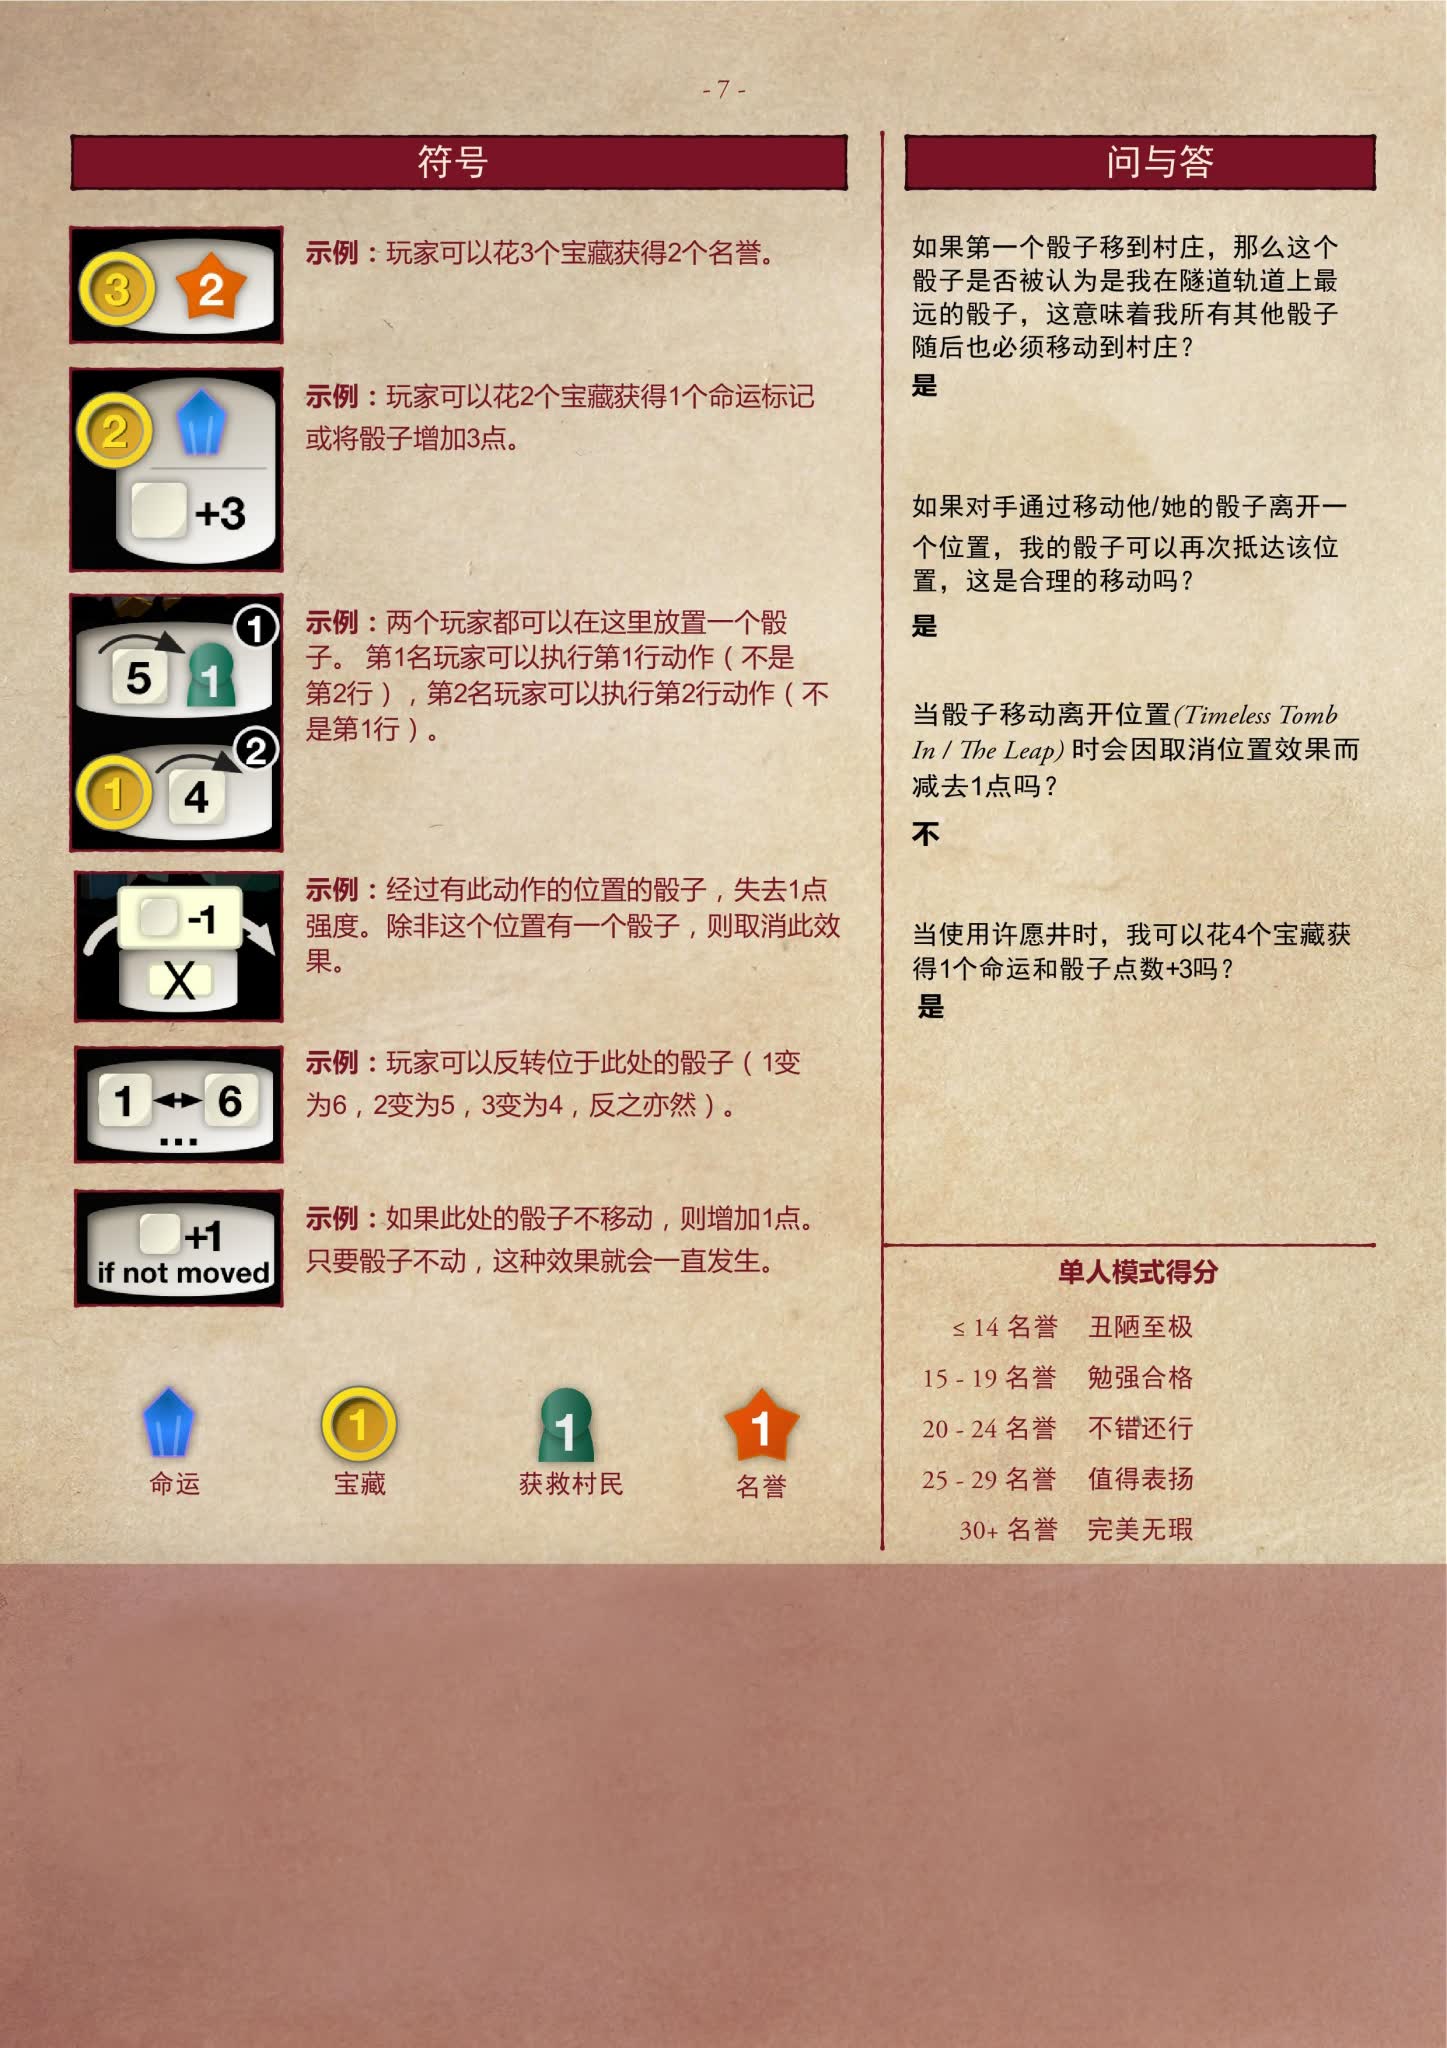 - 7 -
符号
3 2
示例：玩家可以花3个宝藏获得2个名誉。
2
+3
示例：玩家可以花2个宝藏获得1个命运标记
或将骰子增加3点。
1
5 1
2
1 4
示例：两个玩家都可以在这里放置一个骰
子。 第1名玩家可以执行第1行动作（不是
第2行），第2名玩家可以执行第2行动作（不
是第1行）。
-1
X
示例：经过有此动作的位置的骰子，失去1点
强度。除非这个位置有一个骰子，则取消此效
果。
1 6
...
示例：玩家可以反转位于此处的骰子（1变
为6，2变为5，3变为4，反之亦然）。
+1
if not moved
示例：如果此处的骰子不移动，则增加1点。
只要骰子不动，这种效果就会一直发生。
1 1 1
命运 宝藏 获救村民 名誉
问与答
如果第一个骰子移到村庄，那么这个
骰子是否被认为是我在隧道轨道上最
远的骰子，这意味着我所有其他骰子
随后也必须移动到村庄？
是
如果对手通过移动他/她的骰子离开一
个位置，我的骰子可以再次抵达该位
置，这是合理的移动吗？
是
当骰子移动离开位置(Timeless Tomb
In / The Leap) 时会因取消位置效果而
减去1点吗？
不
当使用许愿井时，我可以花4个宝藏获
得1个命运和骰子点数+3吗？
是
单人模式得分
≤ 14 名誉 丑陋至极
15 - 19 名誉 勉强合格
20 - 24 名誉 不错还行
25 - 29 名誉 值得表扬
30+ 名誉 完美无瑕